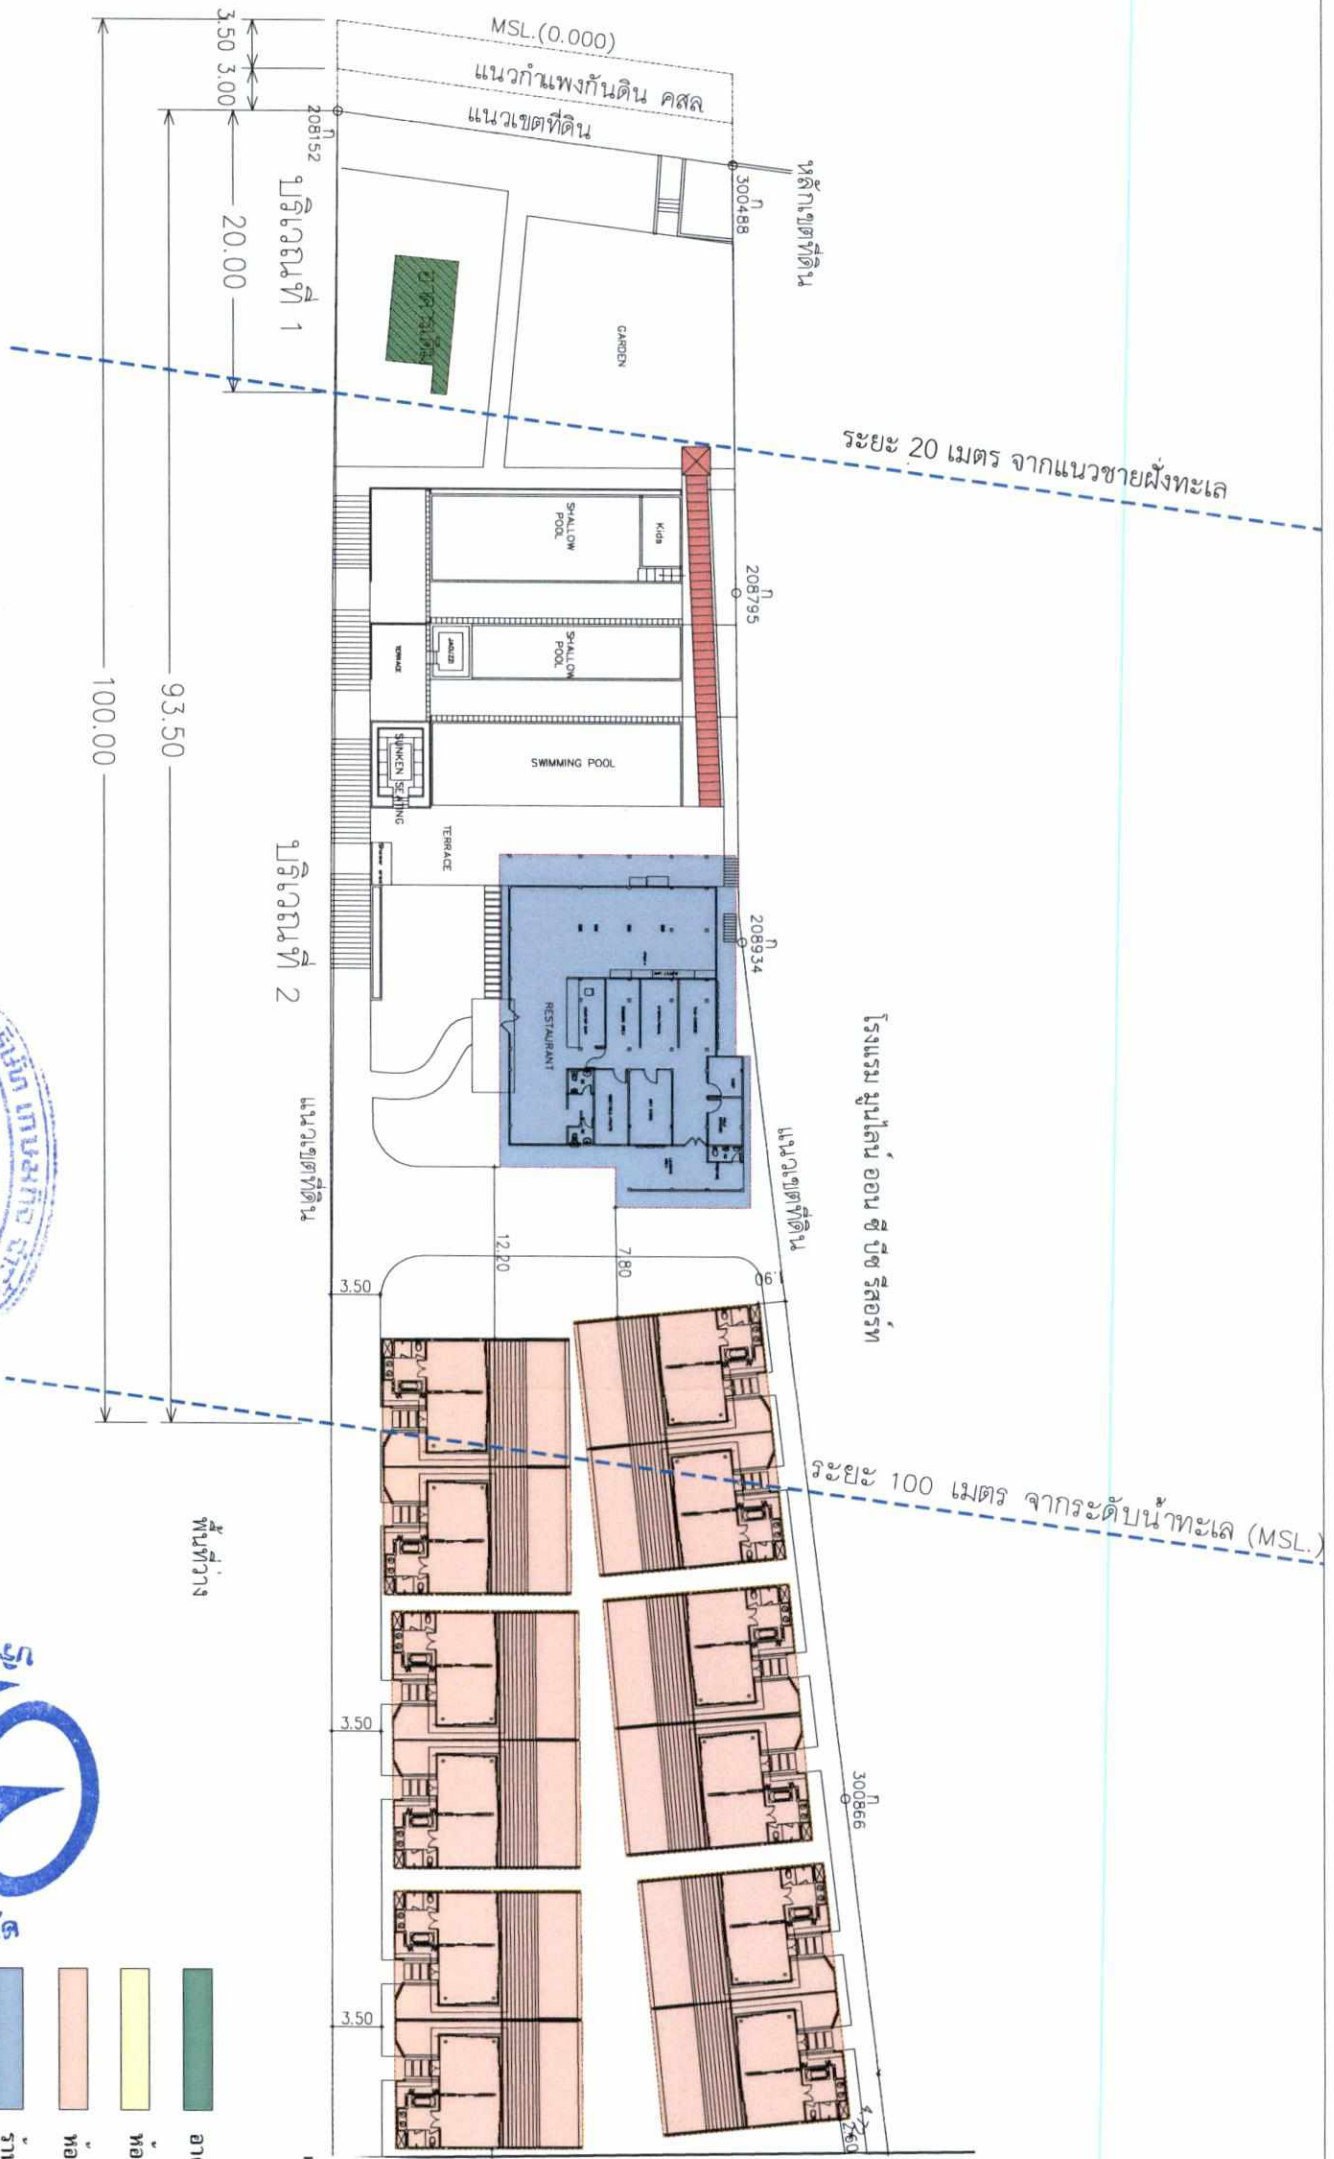 MSL.(0.000)
แนวกำแพงกันดิน คสล
แนวเขตที่ดิน
3.50
3.00
20.00
93.50
100.00
ก
208152
ก
300488
หลักเขตที่ดิน
บริเวณที่ 1
GARDEN
ระยะ 20 เมตร จากแนวชายฝั่งทะเล
SHALLOW
POOL
Kids
ก
208795
SHALLOW
POOL
JACUZZI
TERRACE
SWIMMING POOL
SUNKEN SEATING
TERRACE
บริเวณที่ 2
ก
208934
RESTAURANT
โรงแรม มูนไลน์ ออน ซี บีช รีสอร์ท
แนวเขตที่ดิน
แนวเขตที่ดิน
12.20
7.80
1.90
3.50
ระยะ 100 เมตร จากระดับน้ำทะเล (MSL.)
พื้นที่ว่าง
3.50
ก
300866
3.50
2.60